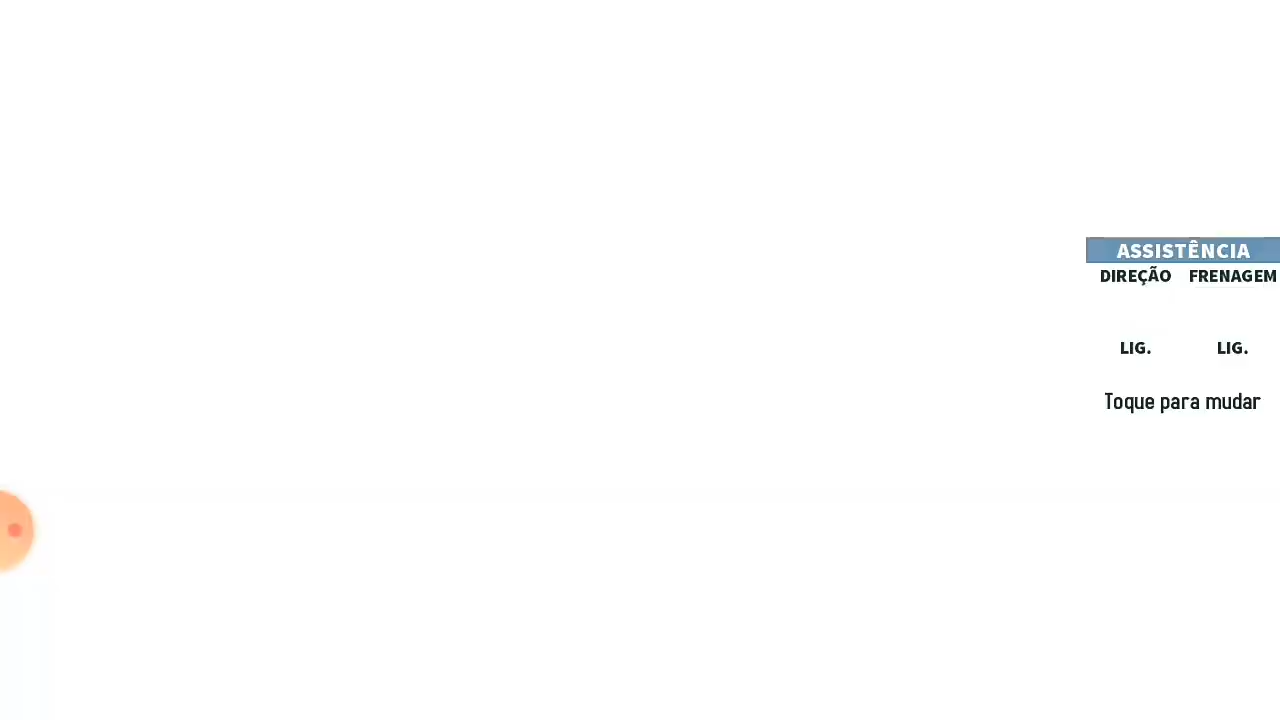 ASSISTÊNCIA
DIREÇÃO FRENAGEM
LIG. LIG.
Toque para mudar